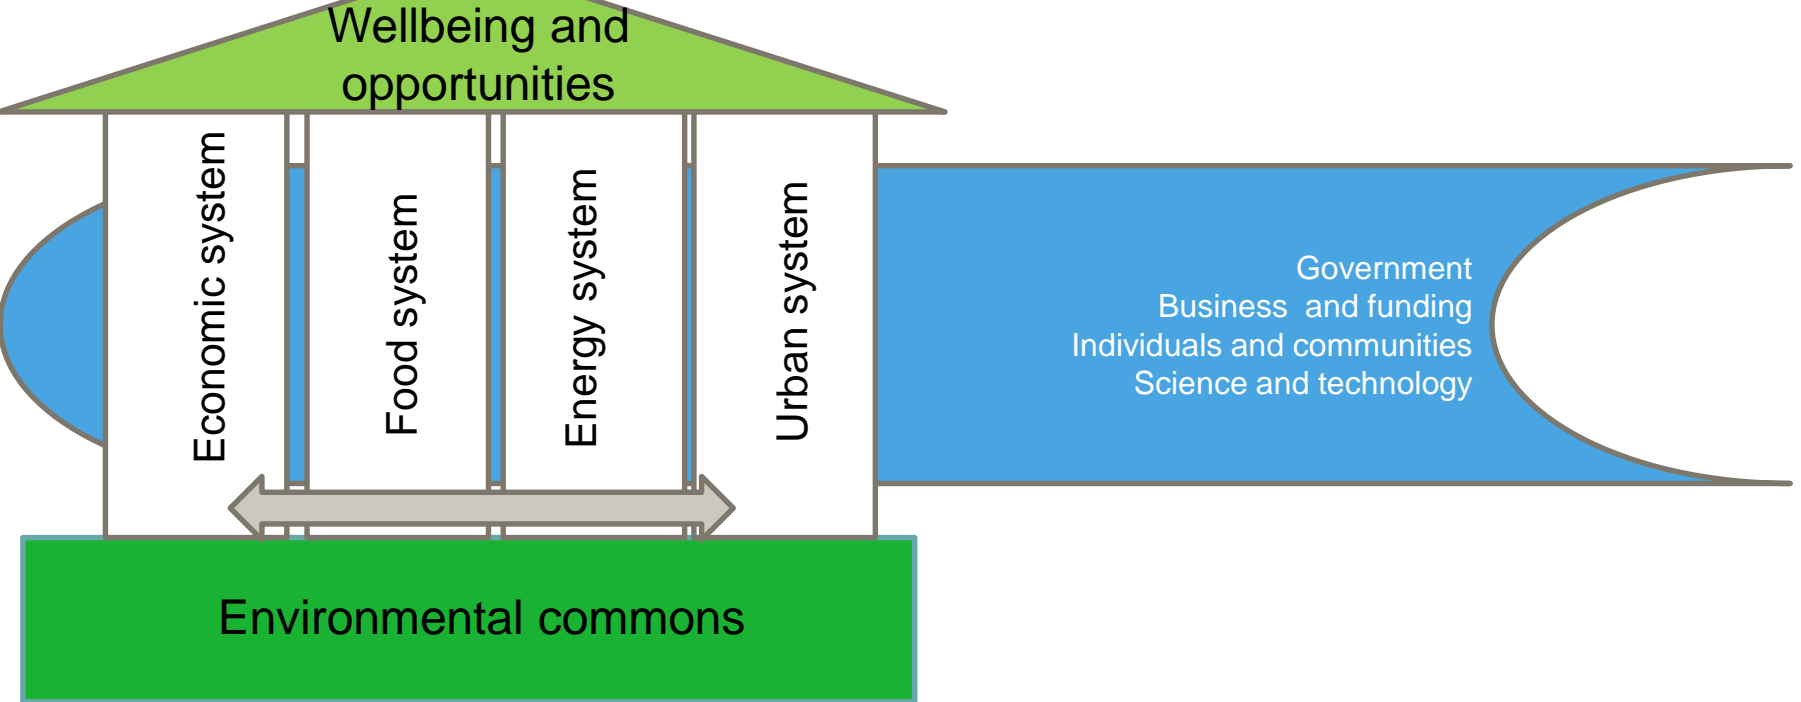 Wellbeing and
opportunities
Economic system
Food system
Energy system
Urban system
Government
Business  and funding
Individuals and communities
Science and technology
Environmental commons